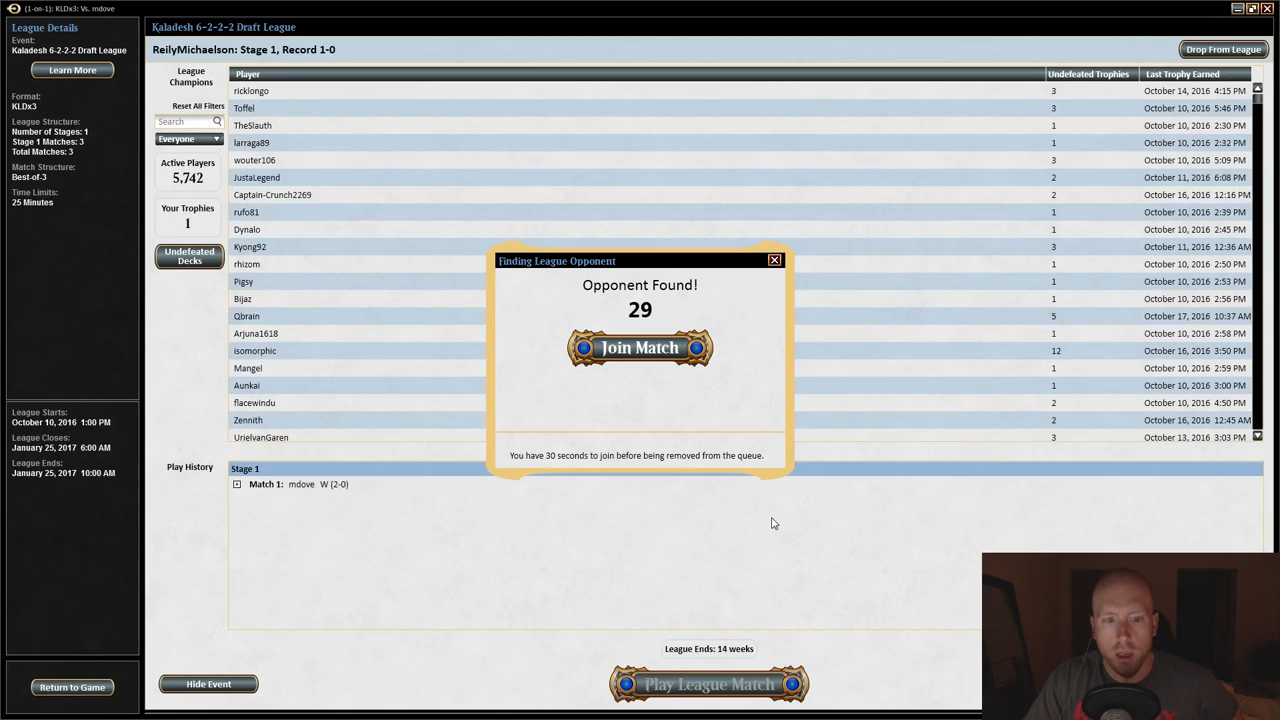 (1-on-1): KLDx3: Vs. mdove
League Details
Event:
Kaladesh 6-2-2-2 Draft League
Learn More
Format:
KLDx3
League Structure:
Number of Stages: 1
Stage 1 Matches: 3
Total Matches: 3
Match Structure:
Best-of-3
Time Limits:
25 Minutes
League Starts:
October 10, 2016 1:00 PM
League Closes:
January 25, 2017 6:00 AM
League Ends:
January 25, 2017 10:00 AM
Return to Game
Kaladesh 6-2-2-2 Draft League
ReilyMichaelson: Stage 1, Record 1-0
Drop From League
League
Champions
Reset All Filters
Search
Everyone
Active Players
5,742
Your Trophies
1
Undefeated
Decks
Player Undefeated Trophies Last Trophy Earned
ricklongo 3 October 14, 2016 4:15 PM
Toffel 3 October 10, 2016 5:46 PM
TheSlauth 1 October 10, 2016 2:30 PM
larraga89 1 October 10, 2016 2:32 PM
wouter106 3 October 10, 2016 5:09 PM
JustaLegend 2 October 11, 2016 6:08 PM
Captain-Crunch2269 2 October 16, 2016 12:16 PM
rufo81 1 October 10, 2016 2:39 PM
Dynalo 1 October 10, 2016 2:45 PM
Kyong92 3 October 11, 2016 12:36 AM
rhizom 1 October 10, 2016 2:50 PM
Pigsy 1 October 10, 2016 2:53 PM
Bijaz 1 October 10, 2016 2:56 PM
Qbrain 5 October 17, 2016 10:37 AM
Arjuna1618 1 October 10, 2016 2:58 PM
isomorphic 12 October 16, 2016 3:50 PM
Mangel 1 October 10, 2016 2:59 PM
Aunkai 1 October 10, 2016 3:00 PM
flacewindu 2 October 10, 2016 4:50 PM
Zennith 2 October 16, 2016 12:45 AM
UrielvanGaren 3 October 13, 2016 3:03 PM
Finding League Opponent
Opponent Found!
29
Join Match
You have 30 seconds to join before being removed from the queue.
Play History
Stage 1
Match 1: mdove W (2-0)
League Ends: 14 weeks
Hide Event
Play League Match